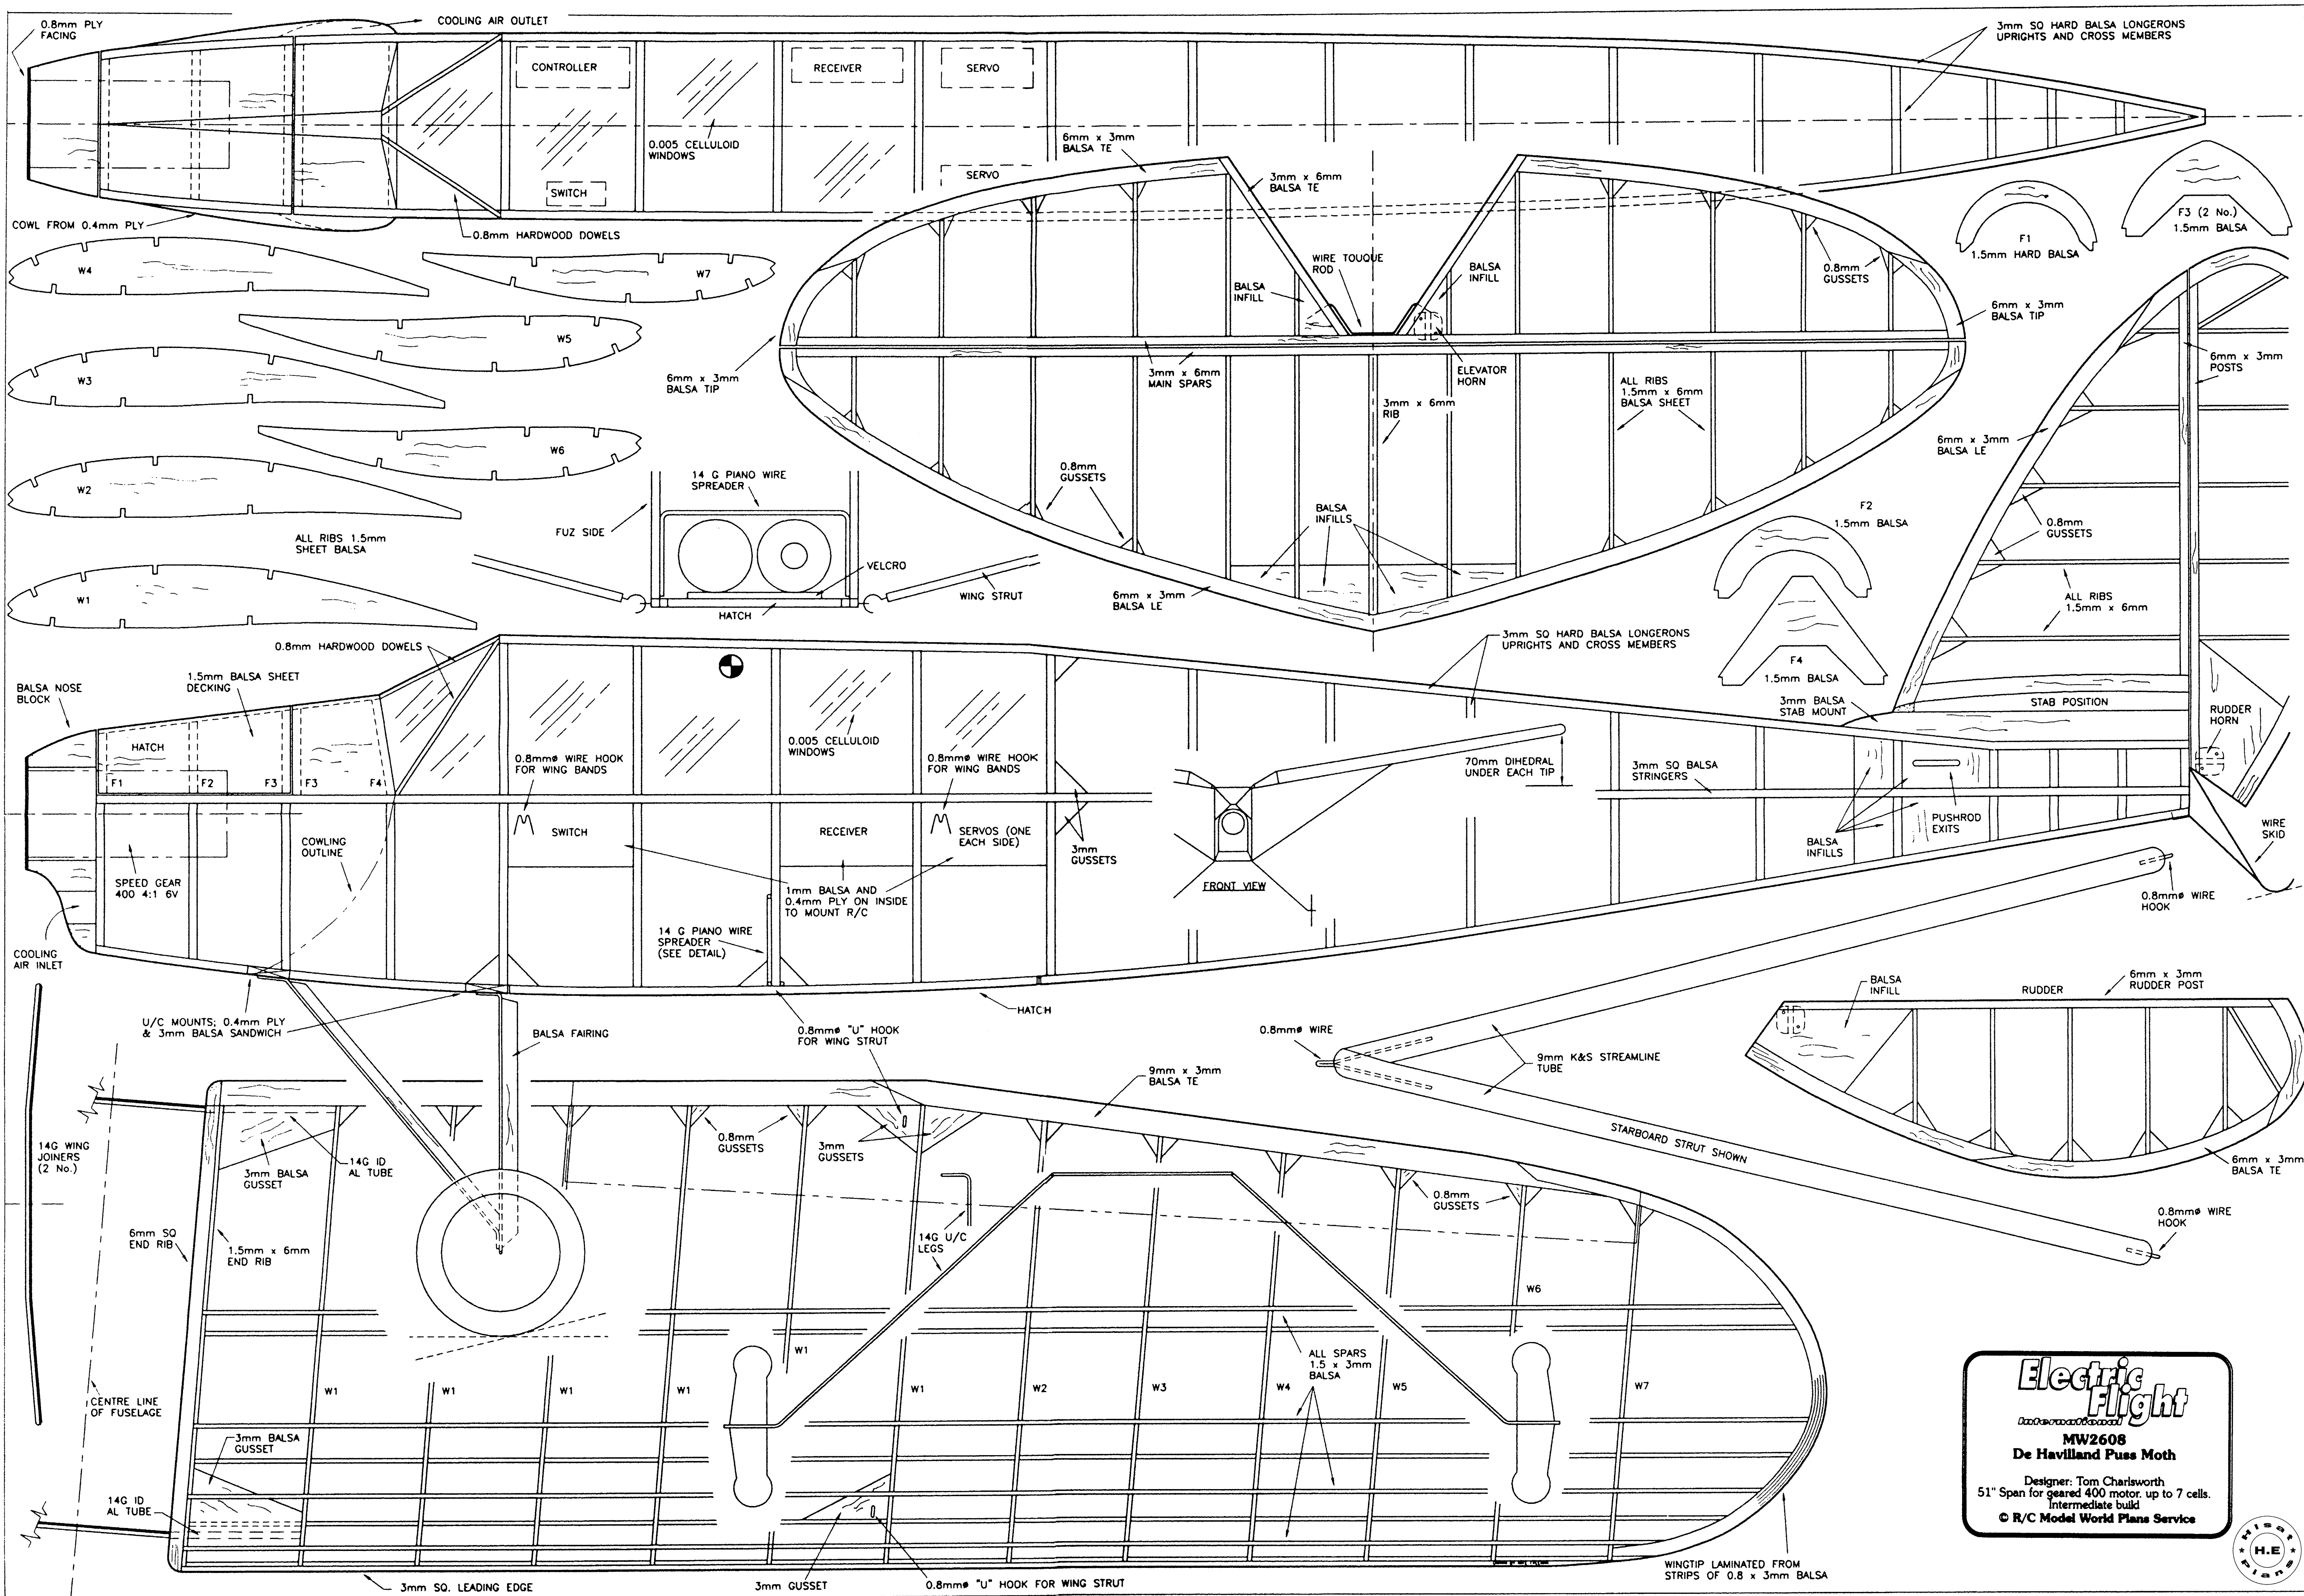 0.8mm PLY
FACING
COOLING AIR OUTLET
3mm SQ HARD BALSA LONGERONS
UPRIGHTS AND CROSS MEMBERS
CONTROLLER
RECEIVER
SERVO
0.005 CELLULOID
WINDOWS
6mm x 3mm
BALSA TE
SWITCH
SERVO
3mm x 6mm
BALSA TE
COWL FROM 0.4mm PLY
0.8mm HARDWOOD DOWELS
F1
1.5mm HARD BALSA
F3 (2 No.)
1.5mm BALSA
W4
W7
WIRE TOUQUE
ROD
BALSA
INFILL
BALSA
INFILL
0.8mm
GUSSETS
6mm x 3mm
BALSA TIP
W5
W3
6mm x 3mm
BALSA TIP
3mm x 6mm
MAIN SPARS
ELEVATOR
HORN
3mm x 6mm
RIB
ALL RIBS
1.5mm x 6mm
BALSA SHEET
6mm x 3mm
POSTS
6mm x 3mm
BALSA LE
W6
W2
14 G PIANO WIRE
SPREADER
0.8mm
GUSSETS
FUZ SIDE
BALSA
INFILLS
F2
1.5mm BALSA
0.8mm
GUSSETS
ALL RIBS 1.5mm
SHEET BALSA
VELCRO
W1
WING STRUT
HATCH
6mm x 3mm
BALSA LE
ALL RIBS
1.5mm x 6mm
0.8mm HARDWOOD DOWELS
3mm SQ HARD BALSA LONGERONS
UPRIGHTS AND CROSS MEMBERS
F4
1.5mm BALSA
BALSA NOSE
BLOCK
1.5mm BALSA SHEET
DECKING
3mm BALSA
STAB MOUNT
STAB POSITION
RUDDER
HORN
HATCH
F1
F2
F3
F3
F4
0.8mmø WIRE HOOK
FOR WING BANDS
0.005 CELLULOID
WINDOWS
0.8mmø WIRE HOOK
FOR WING BANDS
70mm DIHEDRAL
UNDER EACH TIP
3mm SQ BALSA
STRINGERS
SWITCH
RECEIVER
SERVOS (ONE
EACH SIDE)
3mm
GUSSETS
COWLING
OUTLINE
BALSA
INFILLS
PUSHROD
EXITS
WIRE
SKID
SPEED GEAR
400 4:1 6V
1mm BALSA AND
0.4mm PLY ON INSIDE
TO MOUNT R/C
FRONT VIEW
0.8mmø WIRE
HOOK
14 G PIANO WIRE
SPREADER
(SEE DETAIL)
COOLING
AIR INLET
HATCH
U/C MOUNTS; 0.4mm PLY
& 3mm BALSA SANDWICH
BALSA FAIRING
0.8mmø "U" HOOK
FOR WING STRUT
0.8mmø WIRE
9mm K&S STREAMLINE
TUBE
BALSA
INFILL
RUDDER
6mm x 3mm
RUDDER POST
9mm x 3mm
BALSA TE
STARBOARD STRUT SHOWN
6mm x 3mm
BALSA TE
0.8mmø WIRE
HOOK
14G WING
JOINERS
(2 No.)
3mm BALSA
GUSSET
14G ID
AL TUBE
0.8mm
GUSSETS
3mm
GUSSETS
0.8mm
GUSSETS
6mm SQ
END RIB
1.5mm x 6mm
END RIB
14G U/C
LEGS
W6
W1
ALL SPARS
1.5 x 3mm
BALSA
W1
W1
W1
W1
W1
W2
W3
W4
W5
W7
CENTRE LINE
OF FUSELAGE
3mm BALSA
GUSSET
14G ID
AL TUBE
3mm SQ. LEADING EDGE
3mm GUSSET
0.8mmø "U" HOOK FOR WING STRUT
WINGTIP LAMINATED FROM
STRIPS OF 0.8 x 3mm BALSA
Electric
Flight
International
MW2608
De Havilland Puss Moth
Designer: Tom Charlsworth
51" Span for geared 400 motor. up to 7 cells.
Intermediate build
© R/C Model World Plans Service
Hisat
H.E
Plans